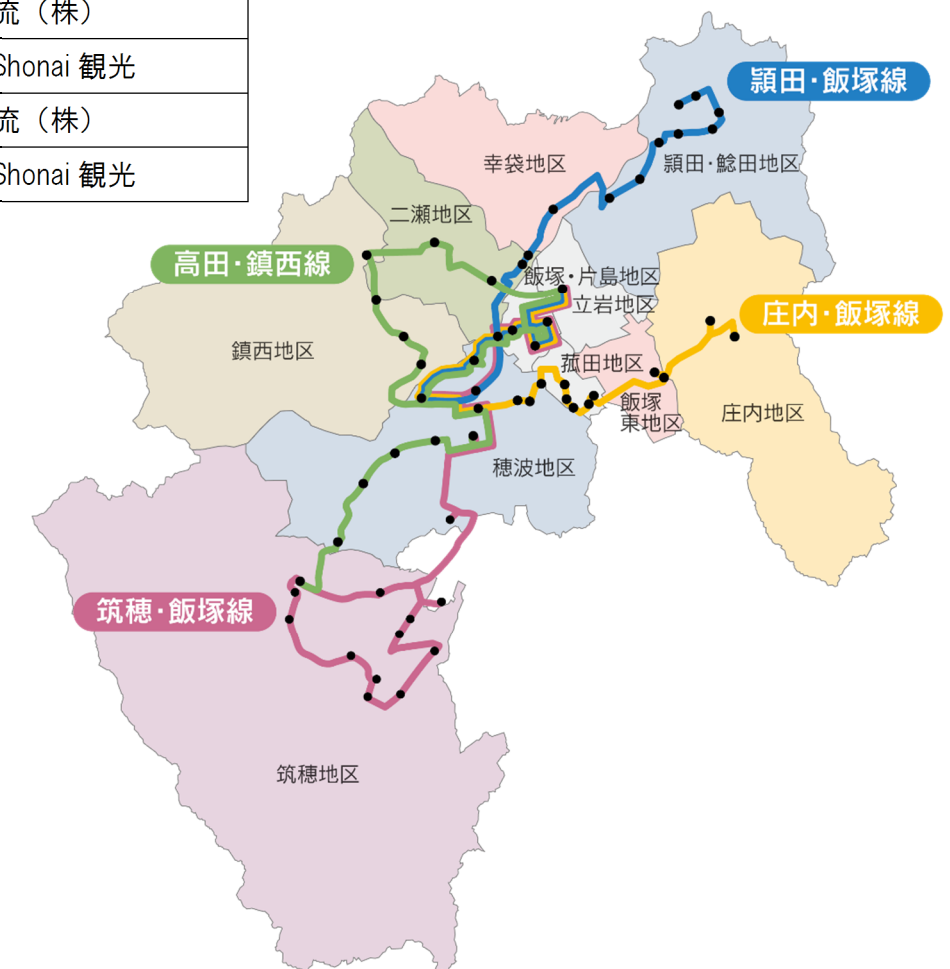 流（株）
Shonai 観光
流（株）
Shonai 観光
頴田・飯塚線
幸袋地区
頴田・鯰田地区
二瀬地区
高田・鎮西線
飯塚・片島地区
立岩地区
庄内・飯塚線
鎮西地区
菰田地区
飯塚
東地区
庄内地区
穂波地区
筑穂・飯塚線
筑穂地区